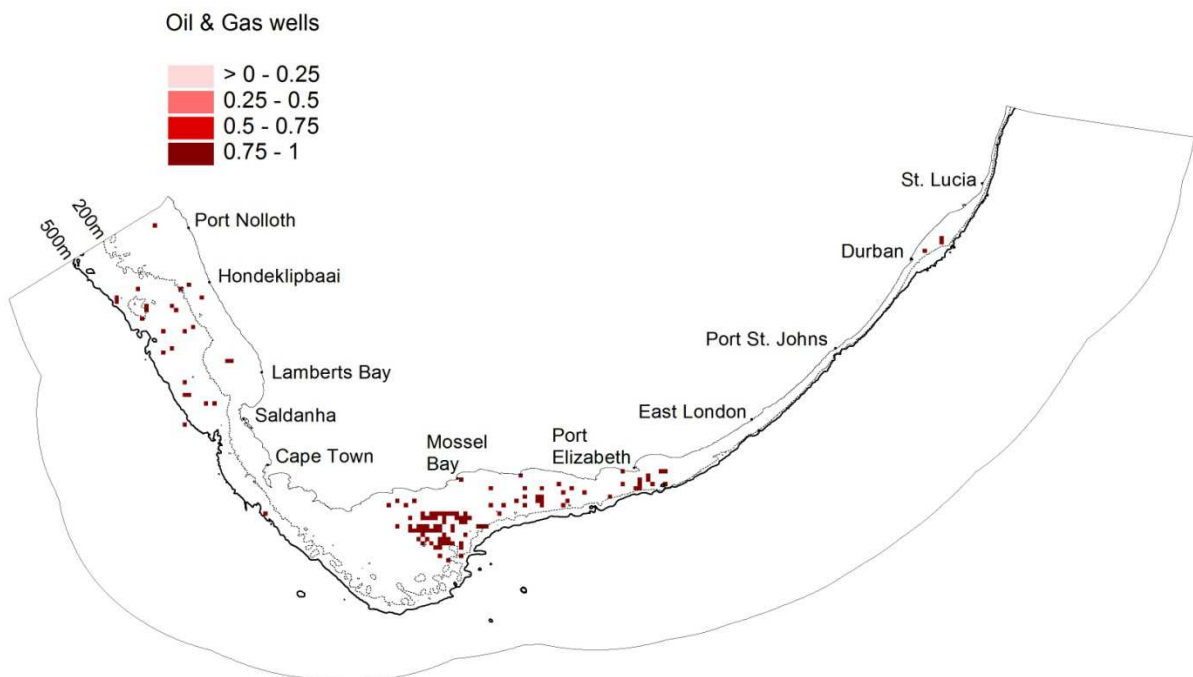 Oil & Gas wells
> 0 - 0.25
0.25 - 0.5
0.5 - 0.75
0.75 - 1
St. Lucia
200m
Port Nolloth
500m
Durban
Hondeklipbaai
Port St. Johns
Lamberts Bay
East London
Saldanha
Mossel
Bay
Port
Elizabeth
Cape Town